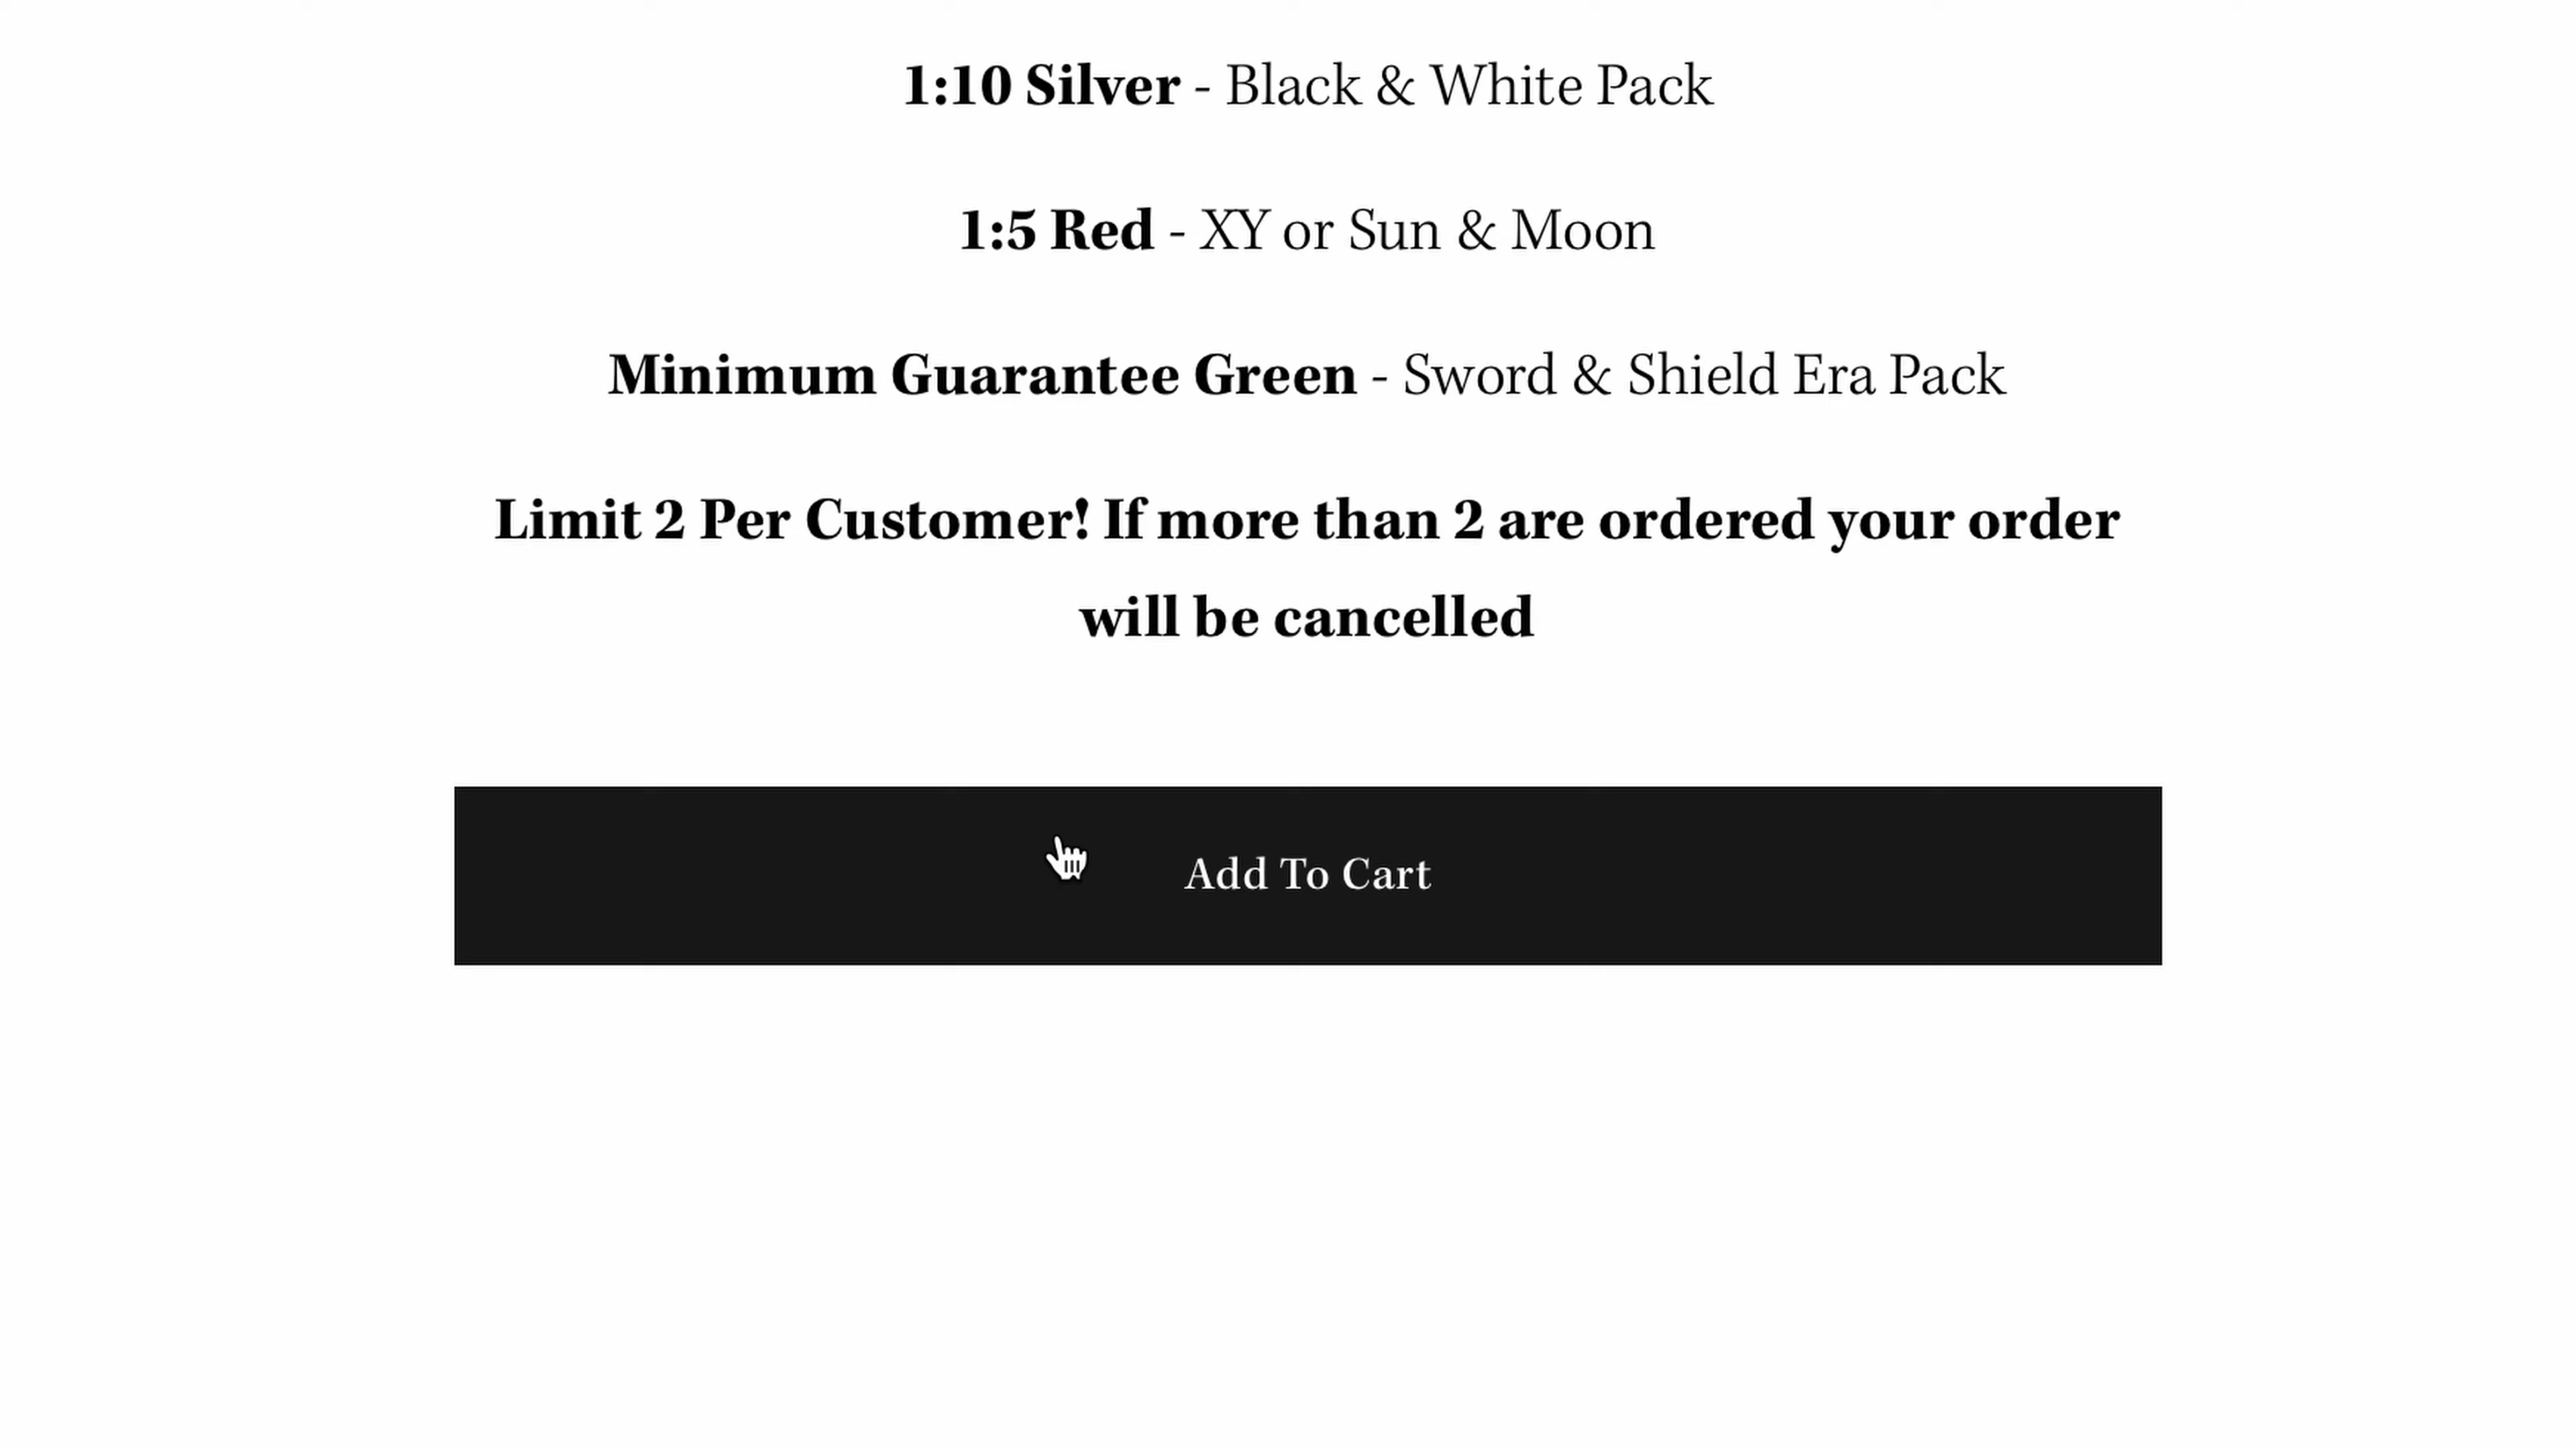 1:10 Silver - Black & White Pack
1:5 Red - XY or Sun & Moon
Minimum Guarantee Green - Sword & Shield Era Pack
Limit 2 Per Customer! If more than 2 are ordered your order
will be cancelled
Add To Cart